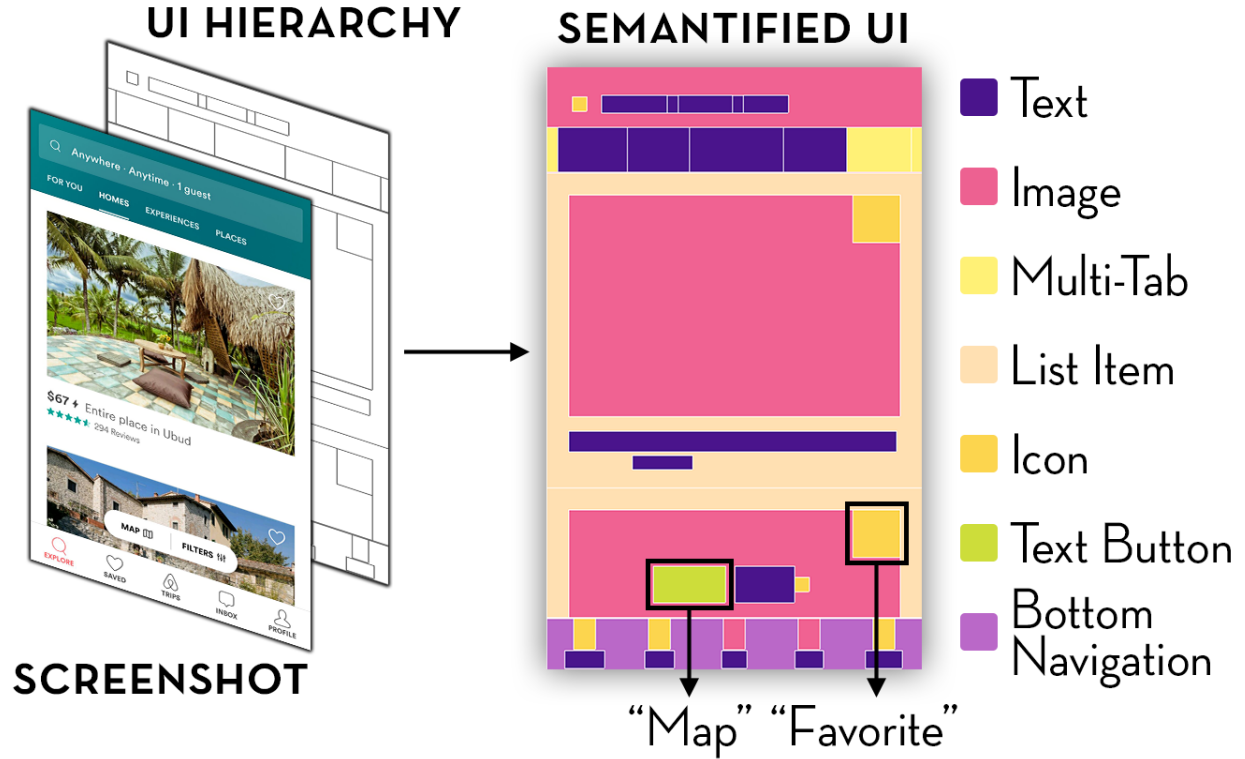 UI HIERARCHY
SEMANTIFIED UI
Anywhere · Anytime · 1 guest
FOR YOU
HOMES
EXPERIENCES
PLACES
$67 Entire place in Ubud
294 Reviews
MAP
FILTERS
EXPLORE
SAVED
TRIPS
INBOX
PROFILE
SCREENSHOT
Text
Image
Multi-Tab
List Item
Icon
Text Button
Bottom
Navigation
“Map” “Favorite”